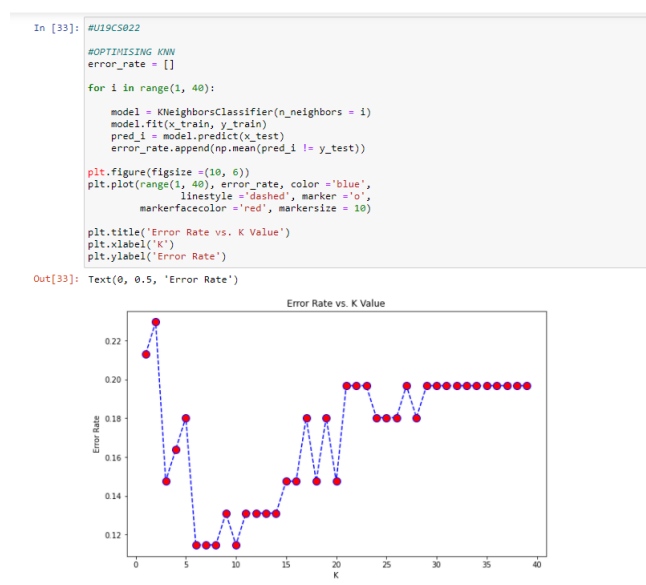 In [33]: #U19CS022
#OPTIMISING KNN
error_rate = []
for i in range(1, 40):
model = KNeighborsClassifier(n_neighbors = i)
model.fit(x_train, y_train)
pred_i = model.predict(x_test)
error_rate.append(np.mean(pred_i != y_test))
plt.figure(figsize =(10, 6))
plt.plot(range(1, 40), error_rate, color ='blue',
linestyle ='dashed', marker ='o',
markerfacecolor ='red', markersize = 10)
plt.title('Error Rate vs. K Value')
plt.xlabel('K')
plt.ylabel('Error Rate')
Out[33]: Text(0, 0.5, 'Error Rate')
Error Rate vs. K Value
0.22
0.20
0.18
0.16
0.14
0.12
Error Rate
0 5 10 15 20 25 30 35 40
K